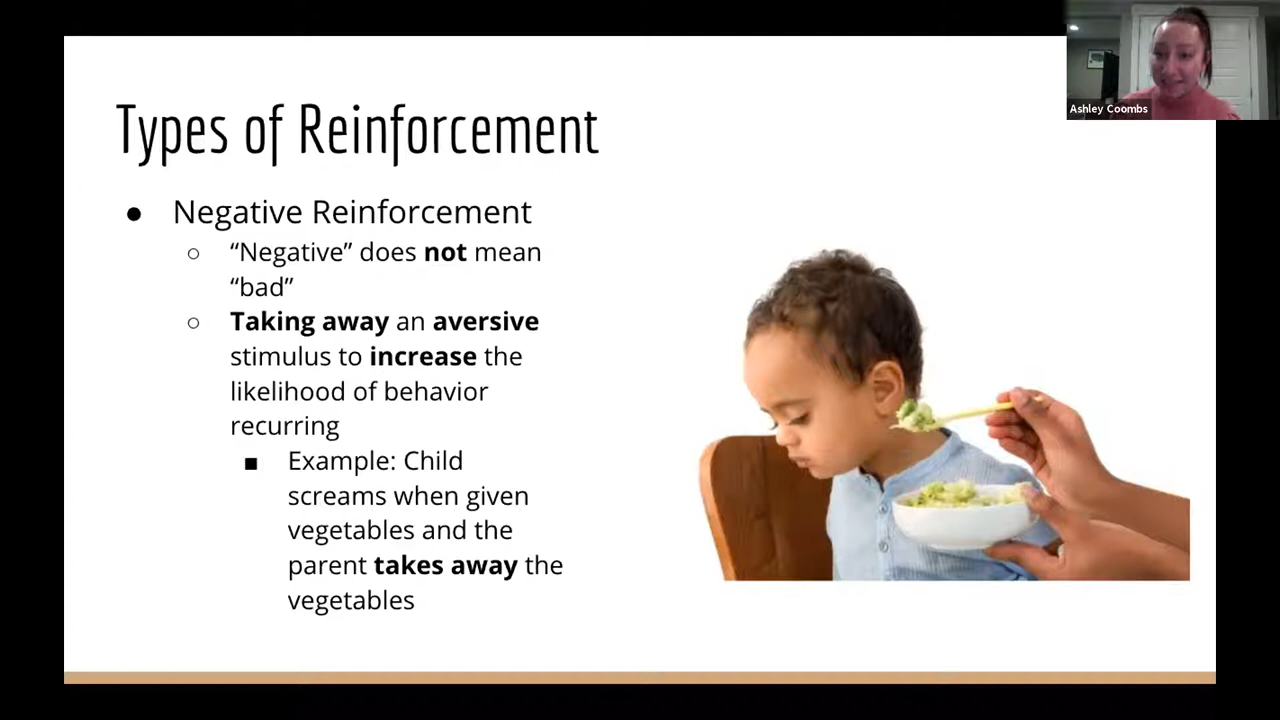 Types of Reinforcement
● Negative Reinforcement
○ “Negative” does not mean
“bad”
○ Taking away an aversive
stimulus to increase the
likelihood of behavior
recurring
■ Example: Child
screams when given
vegetables and the
parent takes away the
vegetables
Ashley Coombs